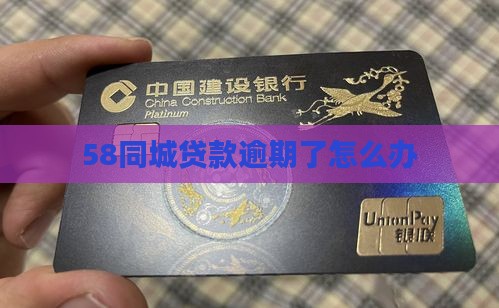 中国建设银行
China Construction Bank
Platinum
58同城贷款逾期了怎么办
UnionPay
银联